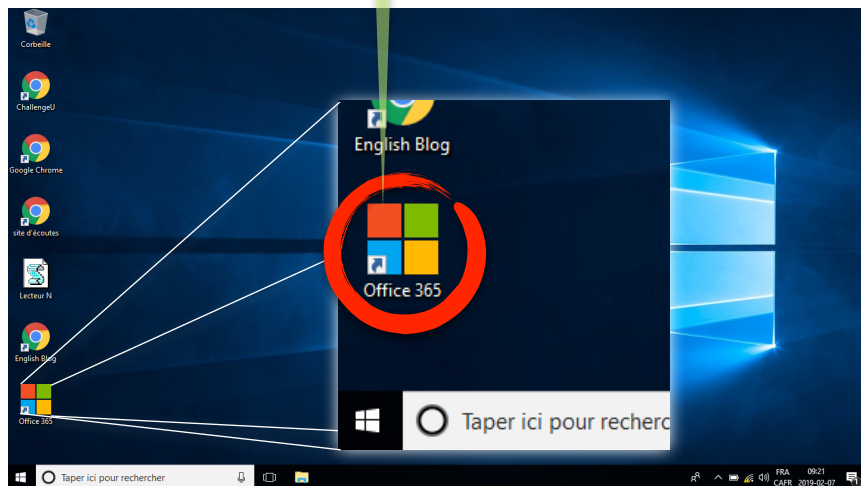 Corbeille
ChallengeU
Google Chrome
site d'écoutes
Lecteur N
English Blog
Office 365
English Blog
Office 365
Taper ici pour recherc
Taper ici pour rechercher
FRA
CAFR
09:21
2019-02-07